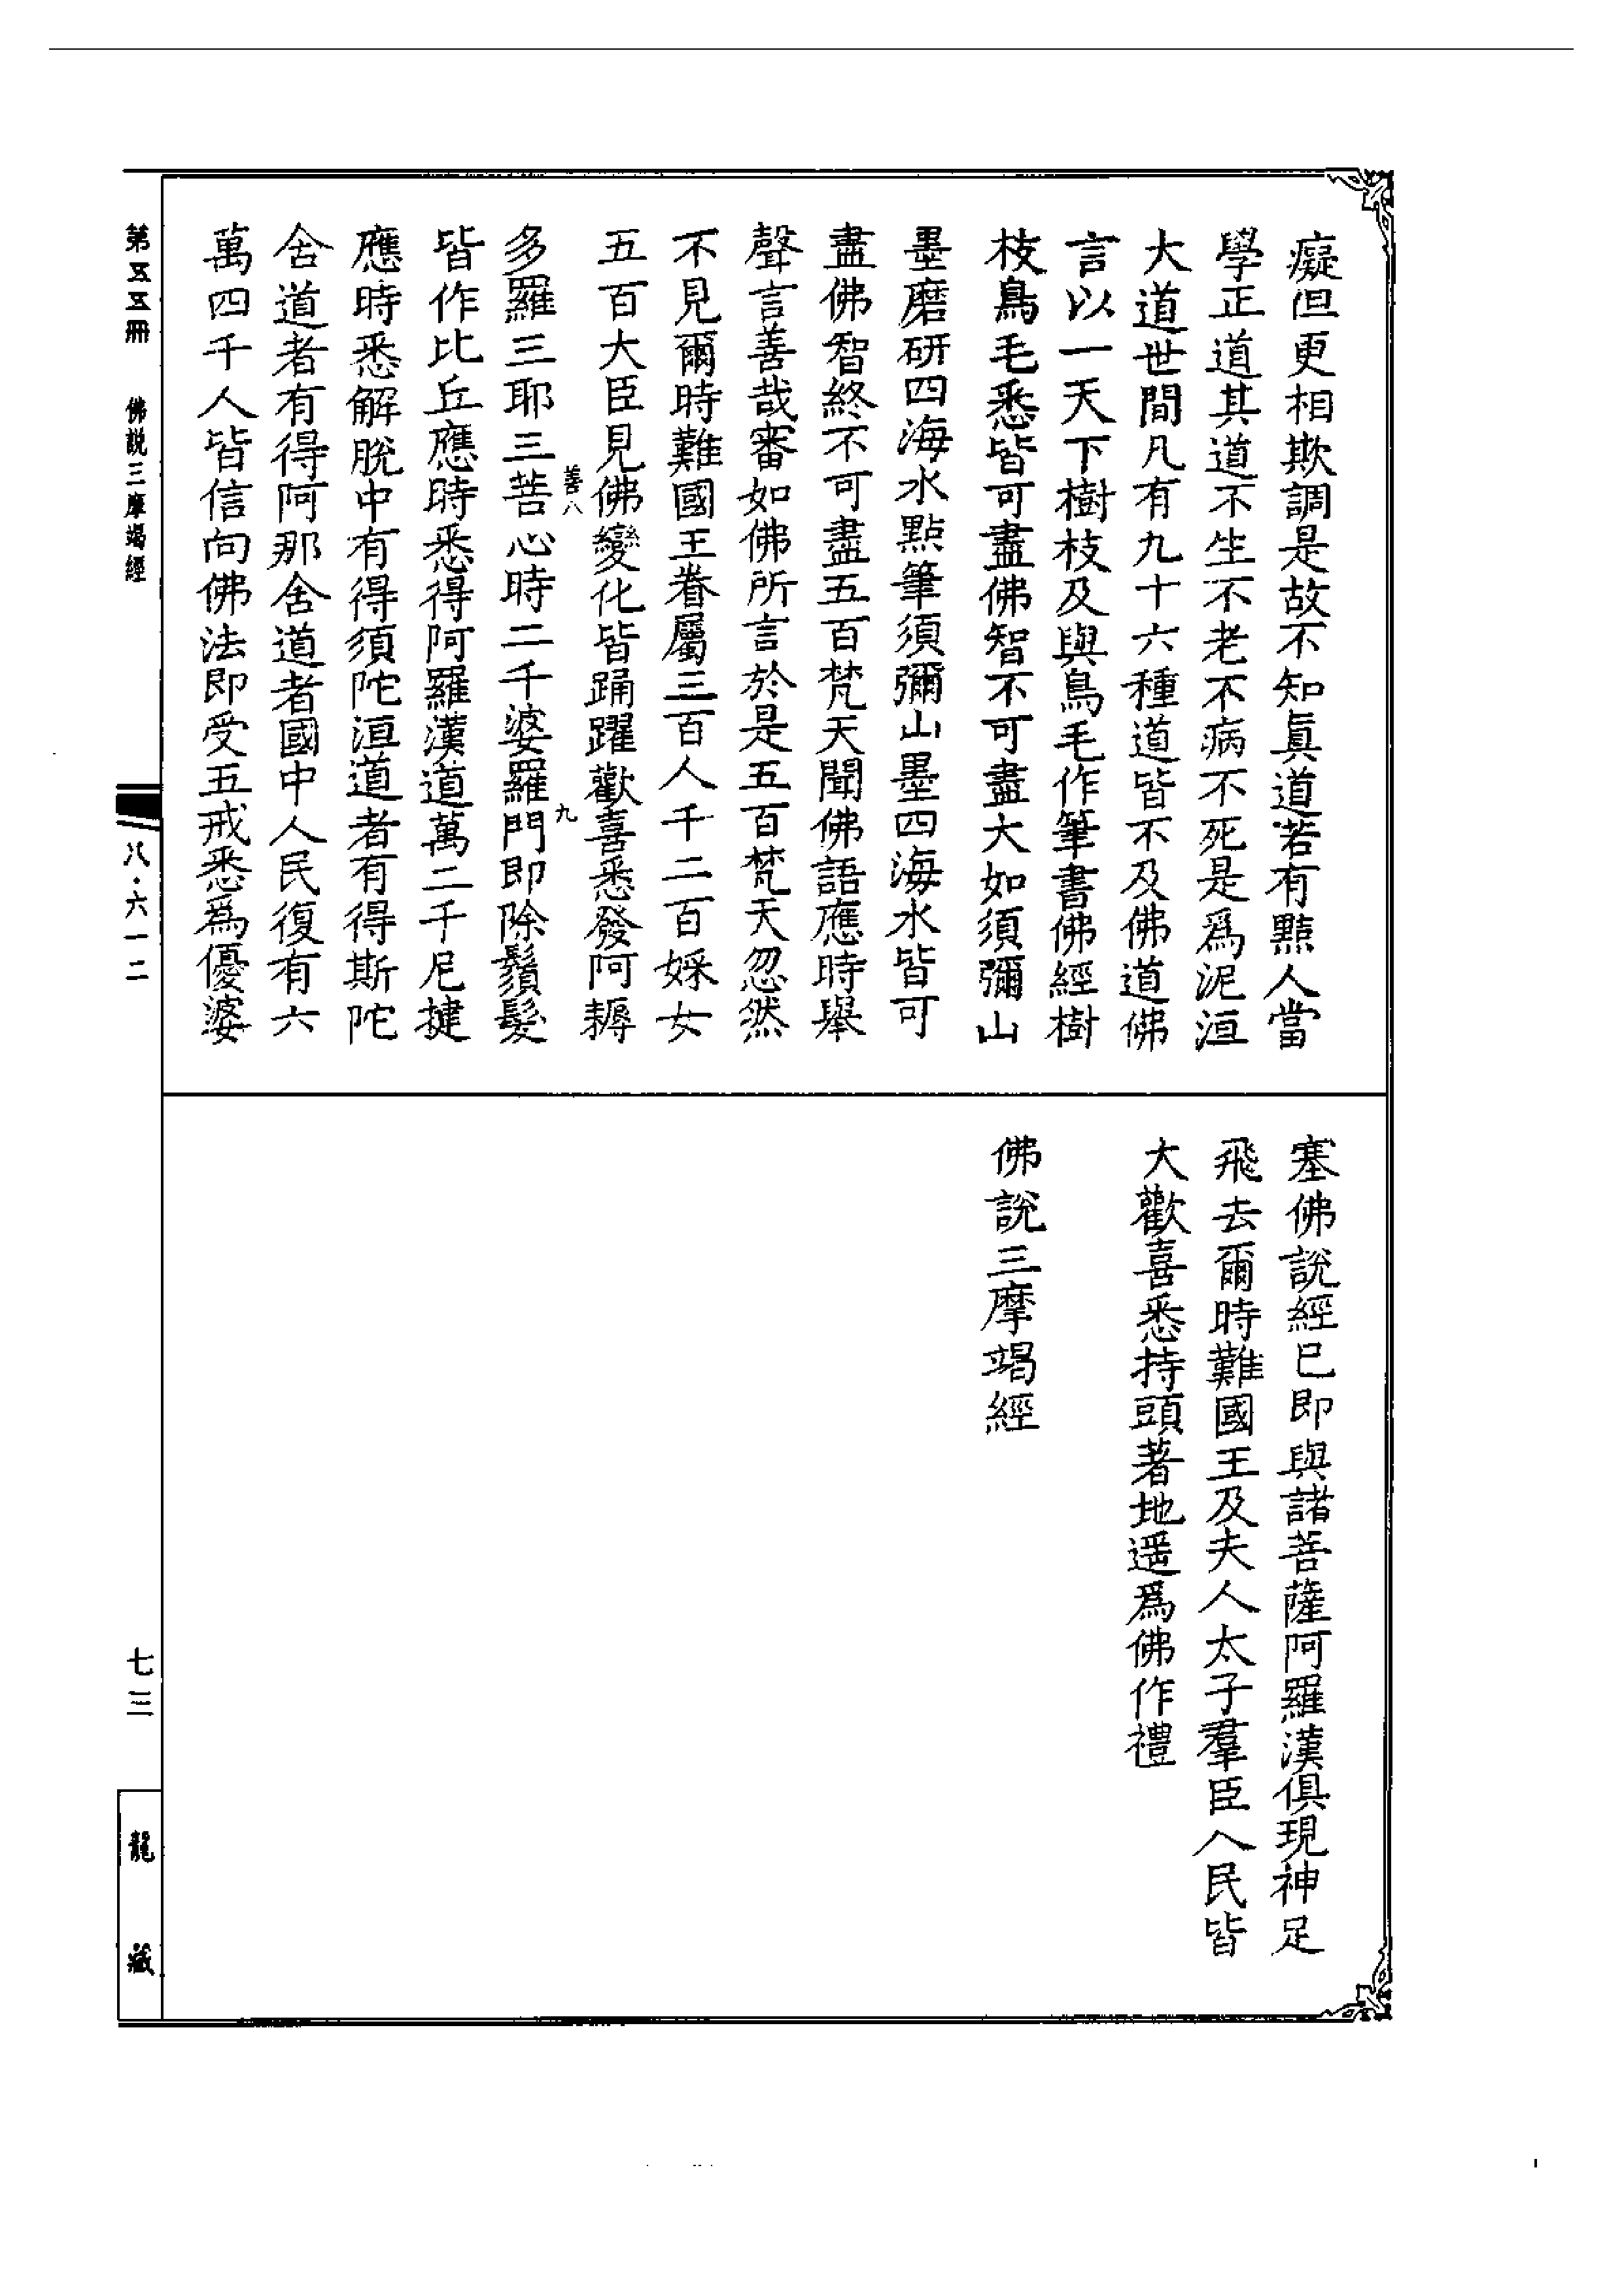 癡但更相欺調是故不知眞道若有黠人當
學正道其道不生不老不病不死是爲泥洹
大道世間凡有九十六種道皆不及佛道佛
言以一天下樹枝及與鳥毛作筆書佛經樹
枝鳥毛悉皆可盡佛智不可盡大如須彌山
墨磨研四海水點筆須彌山墨四海水皆可
盡佛智終不可盡五百梵天聞佛語應時舉
聲言善哉審如佛所言於是五百梵天忽然
不見爾時難國王眷屬三百人千二百婇女
五百大臣見佛變化皆踊躍歡喜悉發阿耨
善八
九
多羅三耶三菩心時二千婆羅門即除鬚髮
皆作比丘應時悉得阿羅漢道萬二千尼揵
應時悉解脫中有得須陀洹道者有得斯陀
舍道者有得阿那舍道者國中人民復有六
萬四千人皆信向佛法即受五戒悉爲優婆
塞佛說經已即與諸菩薩阿羅漢俱現神足
飛去爾時難國王及夫人太子羣臣人民皆
大歡喜悉持頭著地遥爲佛作禮
佛說三摩竭經
第五五冊
佛説三摩竭經
八·六一二
七三
龍藏